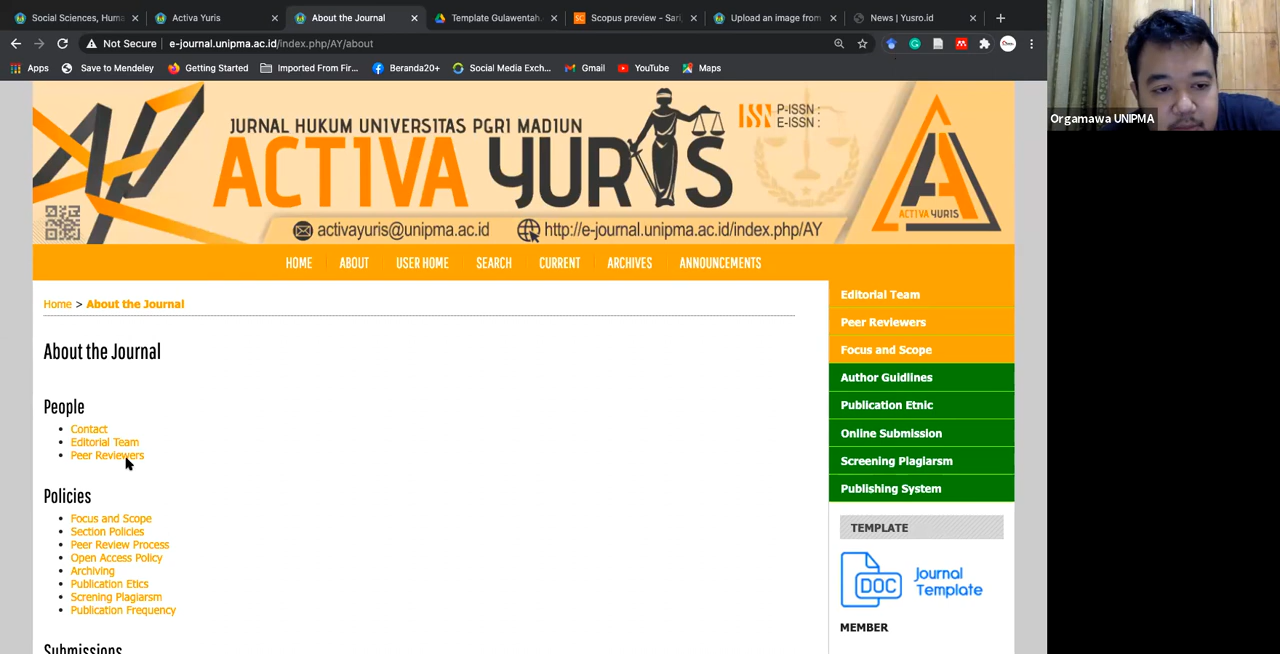 Social Sciences, Huma
Activa Yuris
About the Journal
Template Gulawentah.
Scopus preview - Sari,
Upload an image from
News | Yusro.id
Not Secure
e-journal.unipma.ac.id/index.php/AY/about
Apps
Save to Mendeley
Getting Started
Imported From Fir...
Beranda20+
Social Media Exch...
Gmail
YouTube
Maps
Orgamawa UNIPMA
JURNAL HUKUM UNIVERSITAS PGRI MADIUN
ACTIVA YURIS
ISSN
P-ISSN :
E-ISSN :
ACTIVA YURIS
activayuris@unipma.ac.id
http://e-journal.unipma.ac.id/index.php/AY
HOME
ABOUT
USER HOME
SEARCH
CURRENT
ARCHIVES
ANNOUNCEMENTS
Home > About the Journal
About the Journal
People
Contact
Editorial Team
Peer Reviewers
Policies
Focus and Scope
Section Policies
Peer Review Process
Open Access Policy
Archiving
Publication Etics
Screning Plagiarsm
Publication Frequency
Submissions
Editorial Team
Peer Reviewers
Focus and Scope
Author Guidlines
Publication Etnic
Online Submission
Screening Plagiarsm
Publishing System
TEMPLATE
DOC
Journal
Template
MEMBER